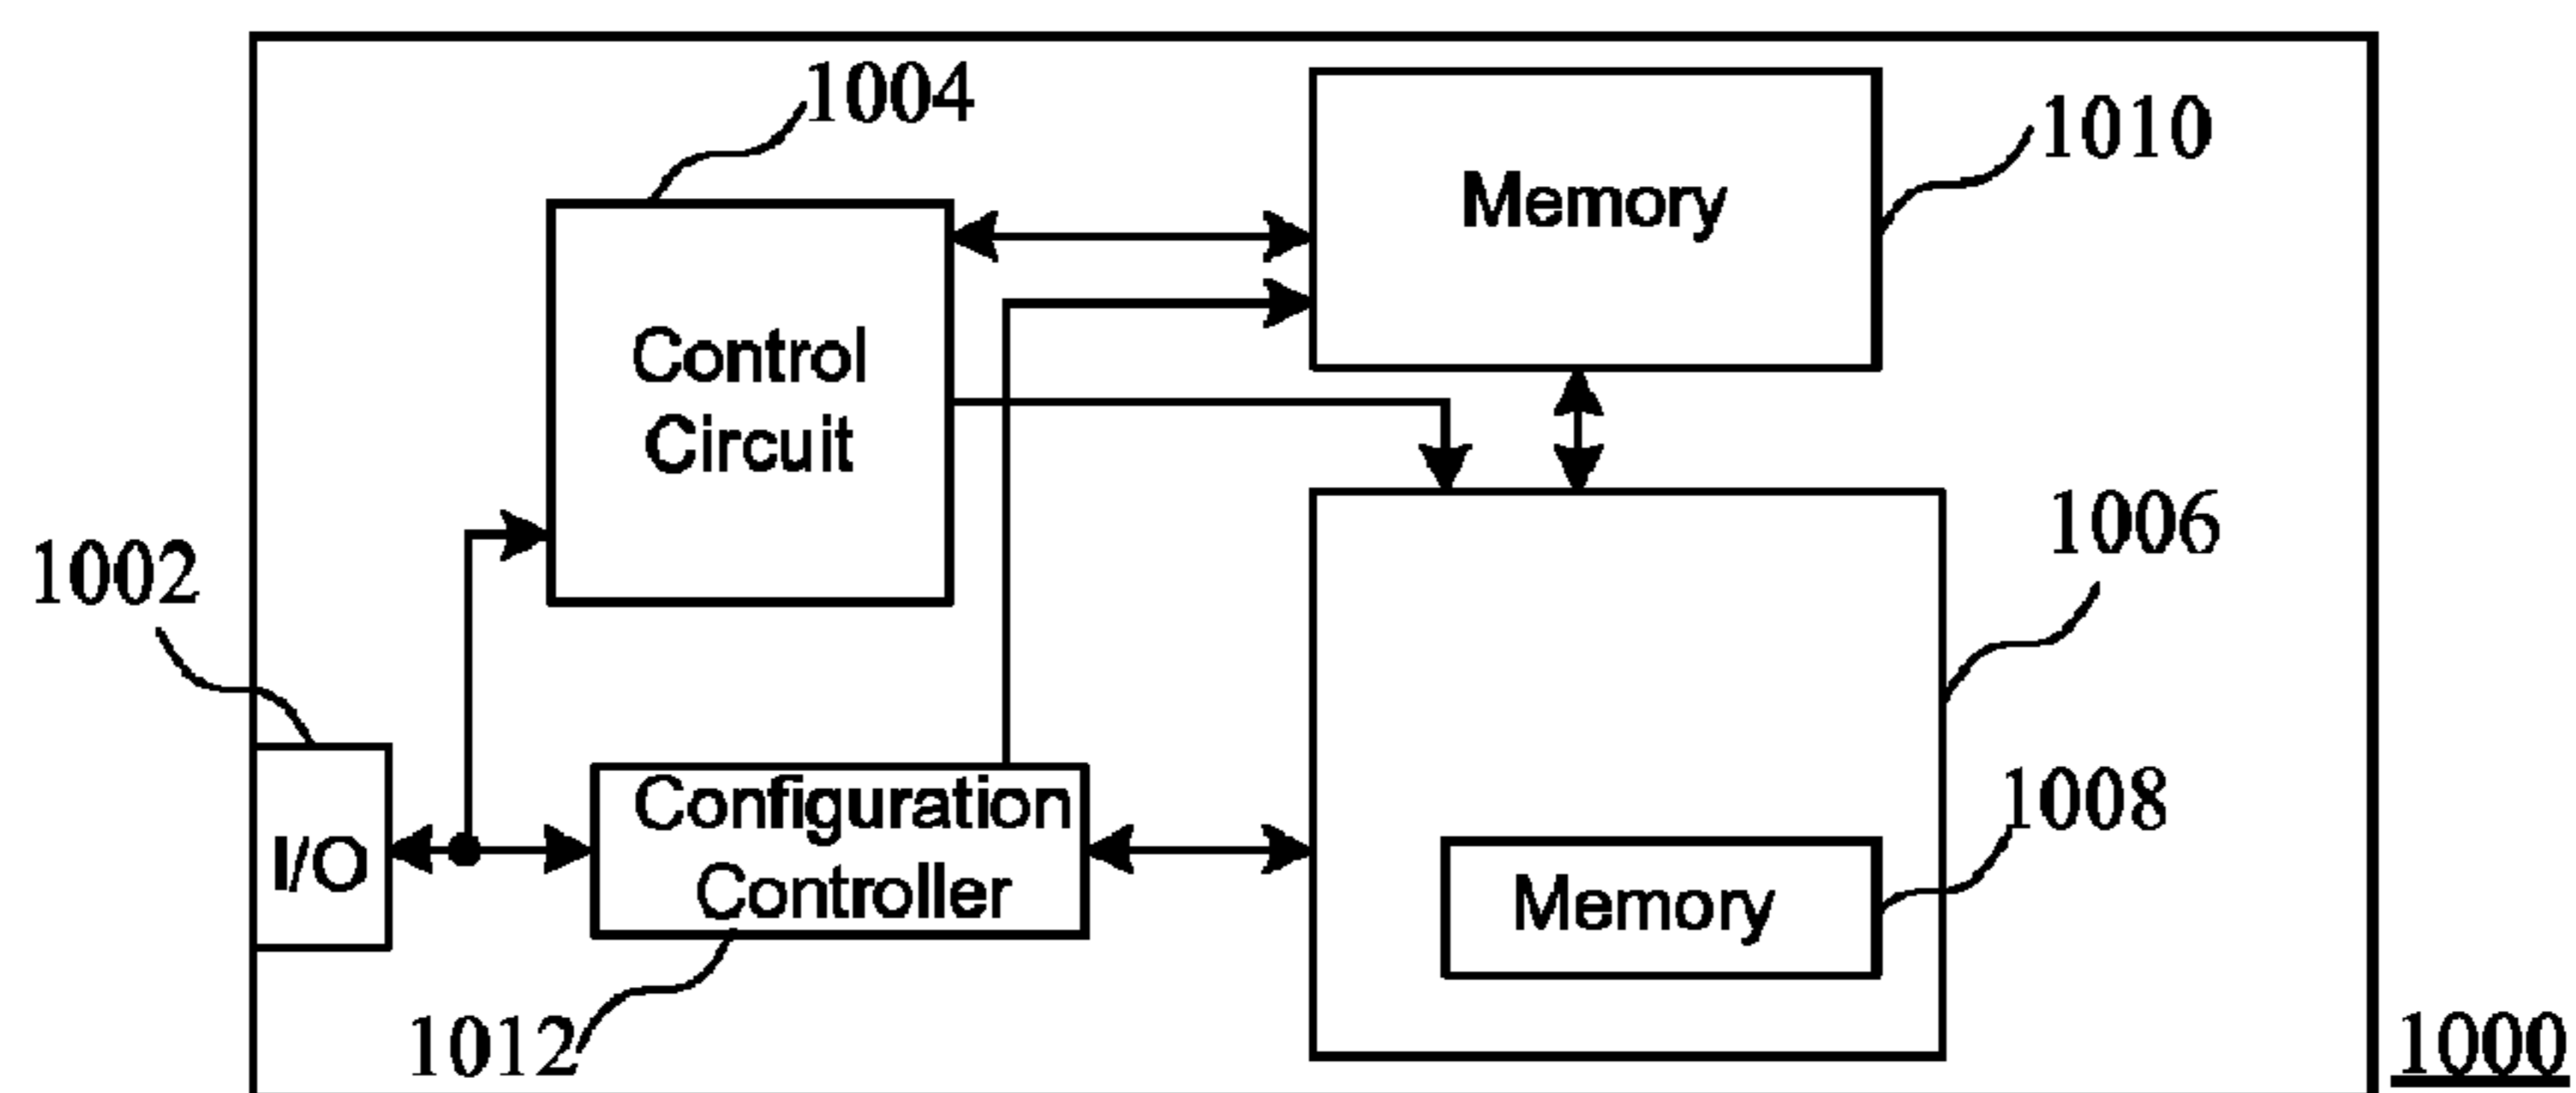 1004
1010
Memory
Control
Circuit
1006
1002
Configuration
Controller
I/O
1008
Memory
1012
1000